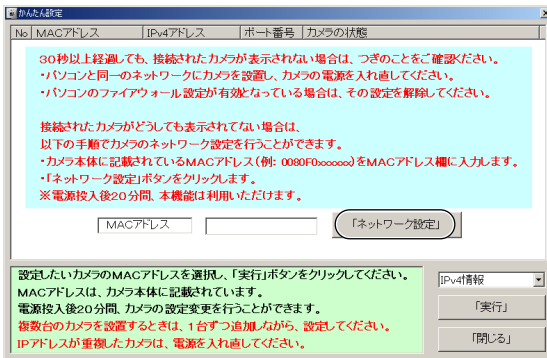 かんたん設定
No MACアドレス IPv4アドレス ポート番号 カメラの状態
30秒以上経過しても、接続されたカメラが表示されない場合は、つぎのことをご確認ください。
・パソコンと同一のネットワークにカメラを設置し、カメラの電源を入れ直してください。
・パソコンのファイアウォール設定が有効となっている場合は、その設定を解除してください。
接続されたカメラがどうしても表示されてない場合は、
以下の手順でカメラのネットワーク設定を行うことができます。
・カメラ本体に記載されているMACアドレス(例: 0080F0xxxxxx)をMACアドレス欄に入力します。
・「ネットワーク設定」ボタンをクリックします。
※電源投入後20分間、本機能は利用いただけます。
MACアドレス 「ネットワーク設定」
設定したいカメラのMACアドレスを選択し、「実行」ボタンをクリックしてください。
MACアドレスは、カメラ本体に記載されています。
電源投入後20分間、カメラの設定変更を行うことができます。
複数台のカメラを設置するときは、1台ずつ追加しながら、設定してください。
IPアドレスが重複したカメラは、電源を入れ直してください。
IPv4情報
「実行」
「閉じる」